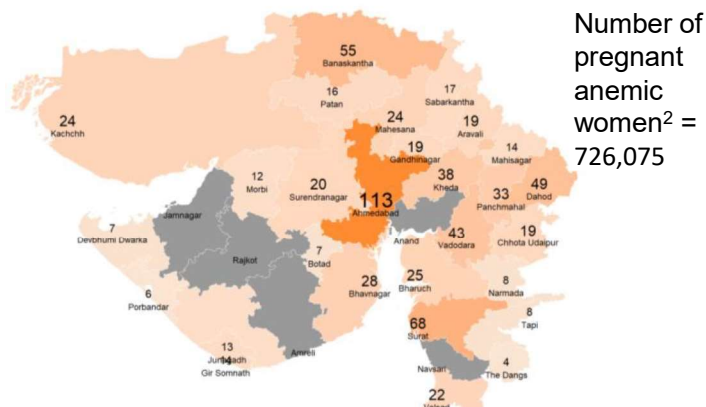 Number of
pregnant
anemic
women² =
726,075
55
Banaskantha
16
Patan
17
Sabarkantha
24
Kachchh
24
Mahesana
19
Aravali
19
Gandhinagar
14
Mahisagar
12
Morbi
20
Surendranagar
113
Ahmedabad
38
Kheda
33
Panchmahal
49
Dahod
Jamnagar
7
Devbhumi Dwarka
Rajkot
7
Botad
Anand
43
Vadodara
19
Chhota Udaipur
6
Porbandar
28
Bhavnagar
25
Bharuch
8
Narmada
8
Tapi
13
Junagadh
14
Gir Somnath
Amreli
68
Surat
Navsari
4
The Dangs
22